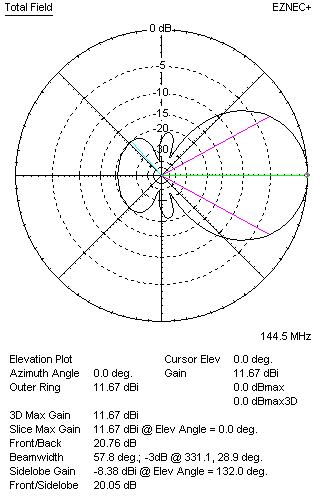 Total Field
EZNEC+
0 dB
-5
-10
-15
-20
-30
144.5 MHz
Elevation Plot
Cursor Elev 0.0 deg.
Azimuth Angle 0.0 deg.
Gain 11.67 dBi
Outer Ring 11.67 dBi
0.0 dBmax
0.0 dBmax3D
3D Max Gain 11.67 dBi
Slice Max Gain 11.67 dBi @ Elev Angle = 0.0 deg.
Front/Back 20.76 dB
Beamwidth 57.8 deg.; -3dB @ 331.1, 28.9 deg.
Sidelobe Gain -8.38 dBi @ Elev Angle = 132.0 deg.
Front/Sidelobe 20.05 dB